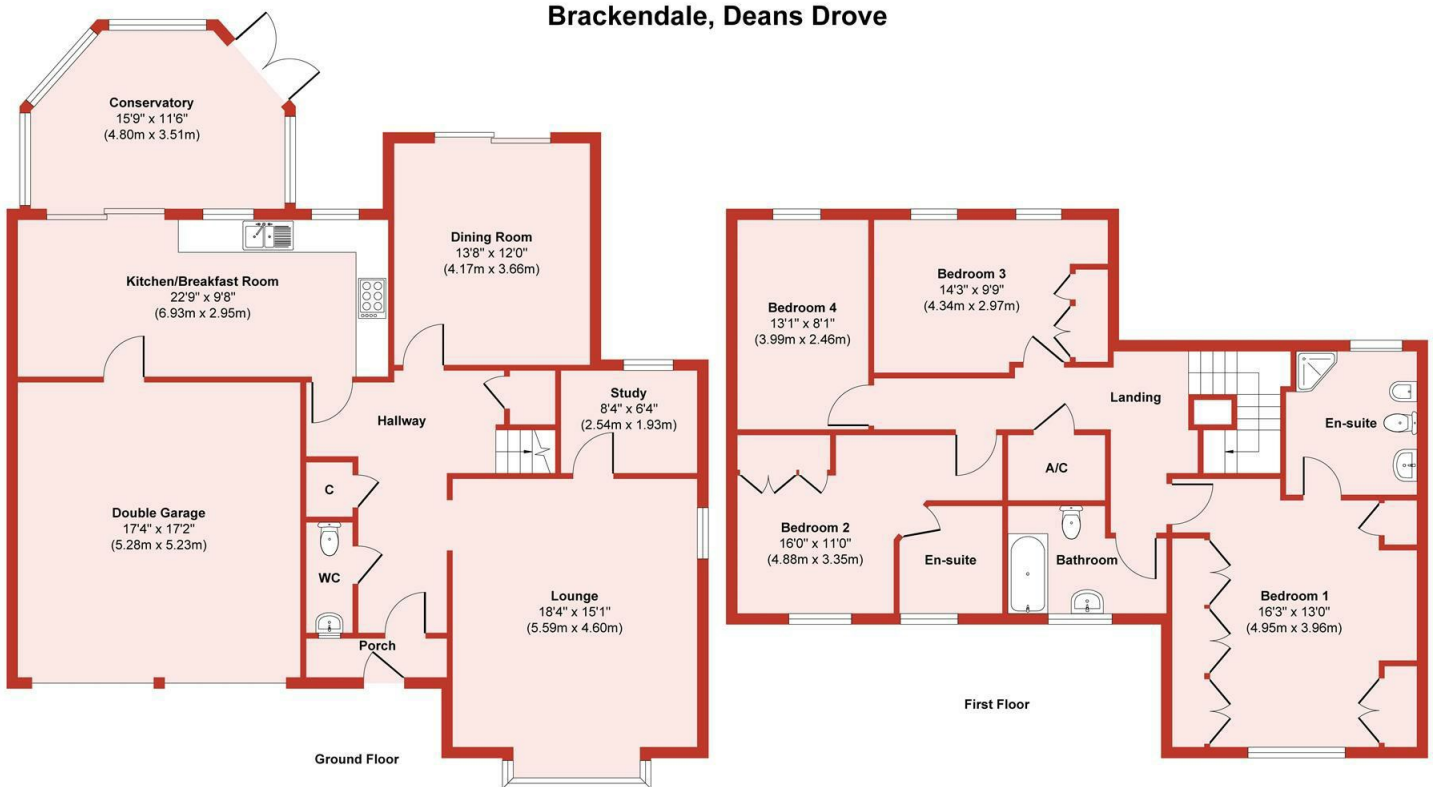 Brackendale, Deans Drove
Conservatory
15'9" x 11'6"
(4.80m x 3.51m)
Dining Room
13'8" x 12'0"
(4.17m x 3.66m)
Kitchen/Breakfast Room
22'9" x 9'8"
(6.93m x 2.95m)
Study
8'4" x 6'4"
(2.54m x 1.93m)
Hallway
C
Double Garage
17'4" x 17'2"
(5.28m x 5.23m)
WC
Lounge
18'4" x 15'1"
(5.59m x 4.60m)
Porch
Ground Floor
Bedroom 3
14'3" x 9'9"
(4.34m x 2.97m)
Bedroom 4
13'1" x 8'1"
(3.99m x 2.46m)
Landing
En-suite
A/C
Bedroom 2
16'0" x 11'0"
(4.88m x 3.35m)
En-suite
Bathroom
Bedroom 1
16'3" x 13'0"
(4.95m x 3.96m)
First Floor